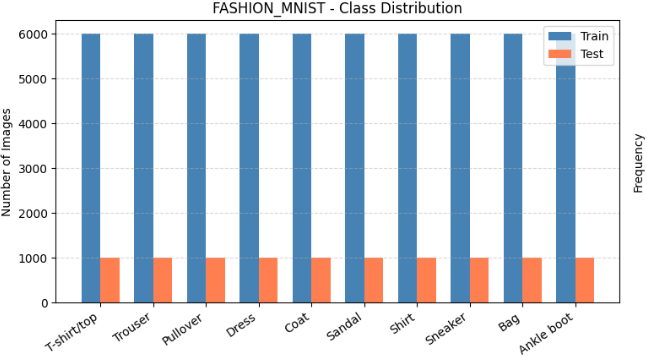 FASHION_MNIST - Class Distribution
Train
Test
Number of Images
6000
5000
4000
3000
2000
1000
0
Frequency
T-shirt/top
Trouser
Pullover
Dress
Coat
Sandal
Shirt
Sneaker
Bag
Ankle boot